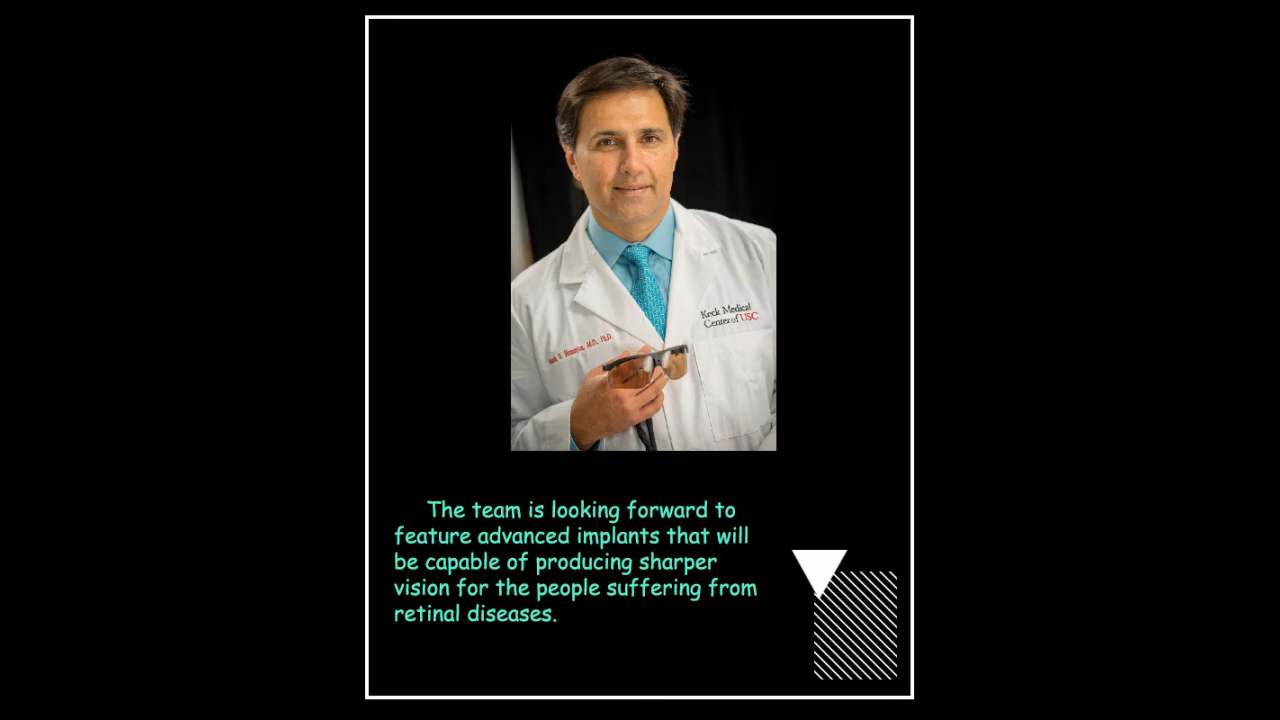 Keck Medical
Center of USC
M.D., Ph.D.
The team is looking forward to
feature advanced implants that will
be capable of producing sharper
vision for the people suffering from
retinal diseases.